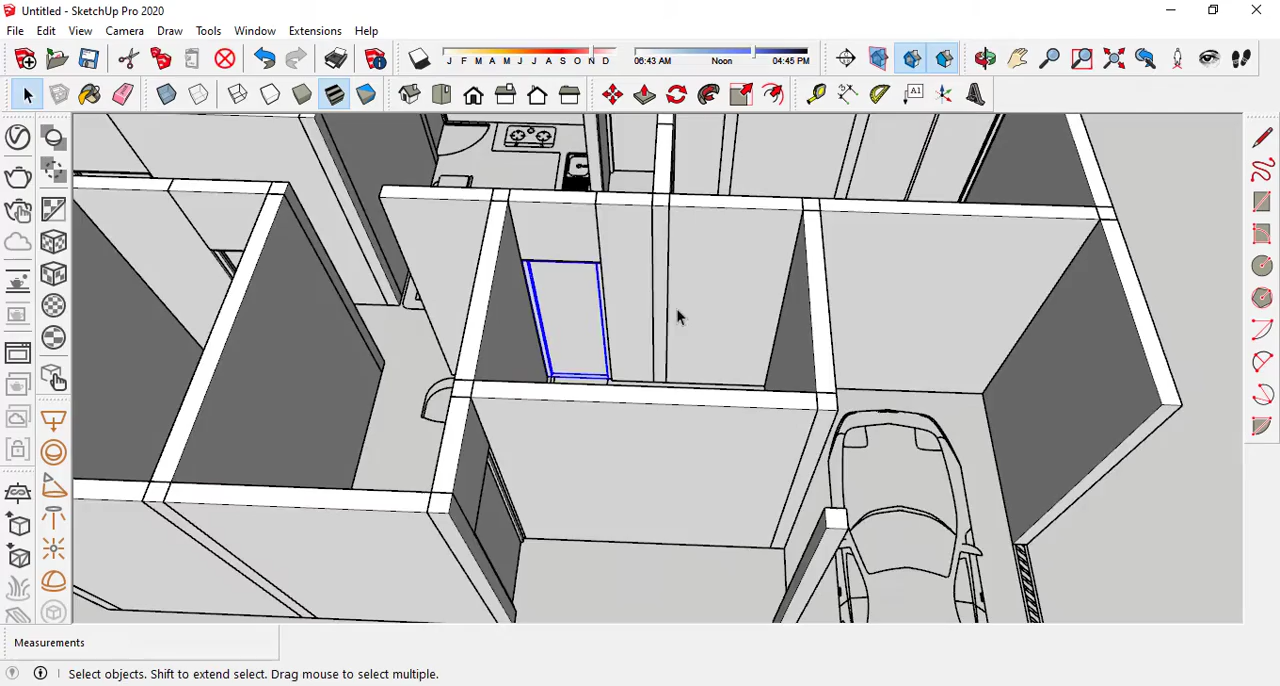 Untitled - SketchUp Pro 2020
File Edit View Camera Draw Tools Window Extensions Help
J F M A M J J A S O N D
06:43 AM Noon 04:45 PM
A1
Measurements
Select objects. Shift to extend select. Drag mouse to select multiple.